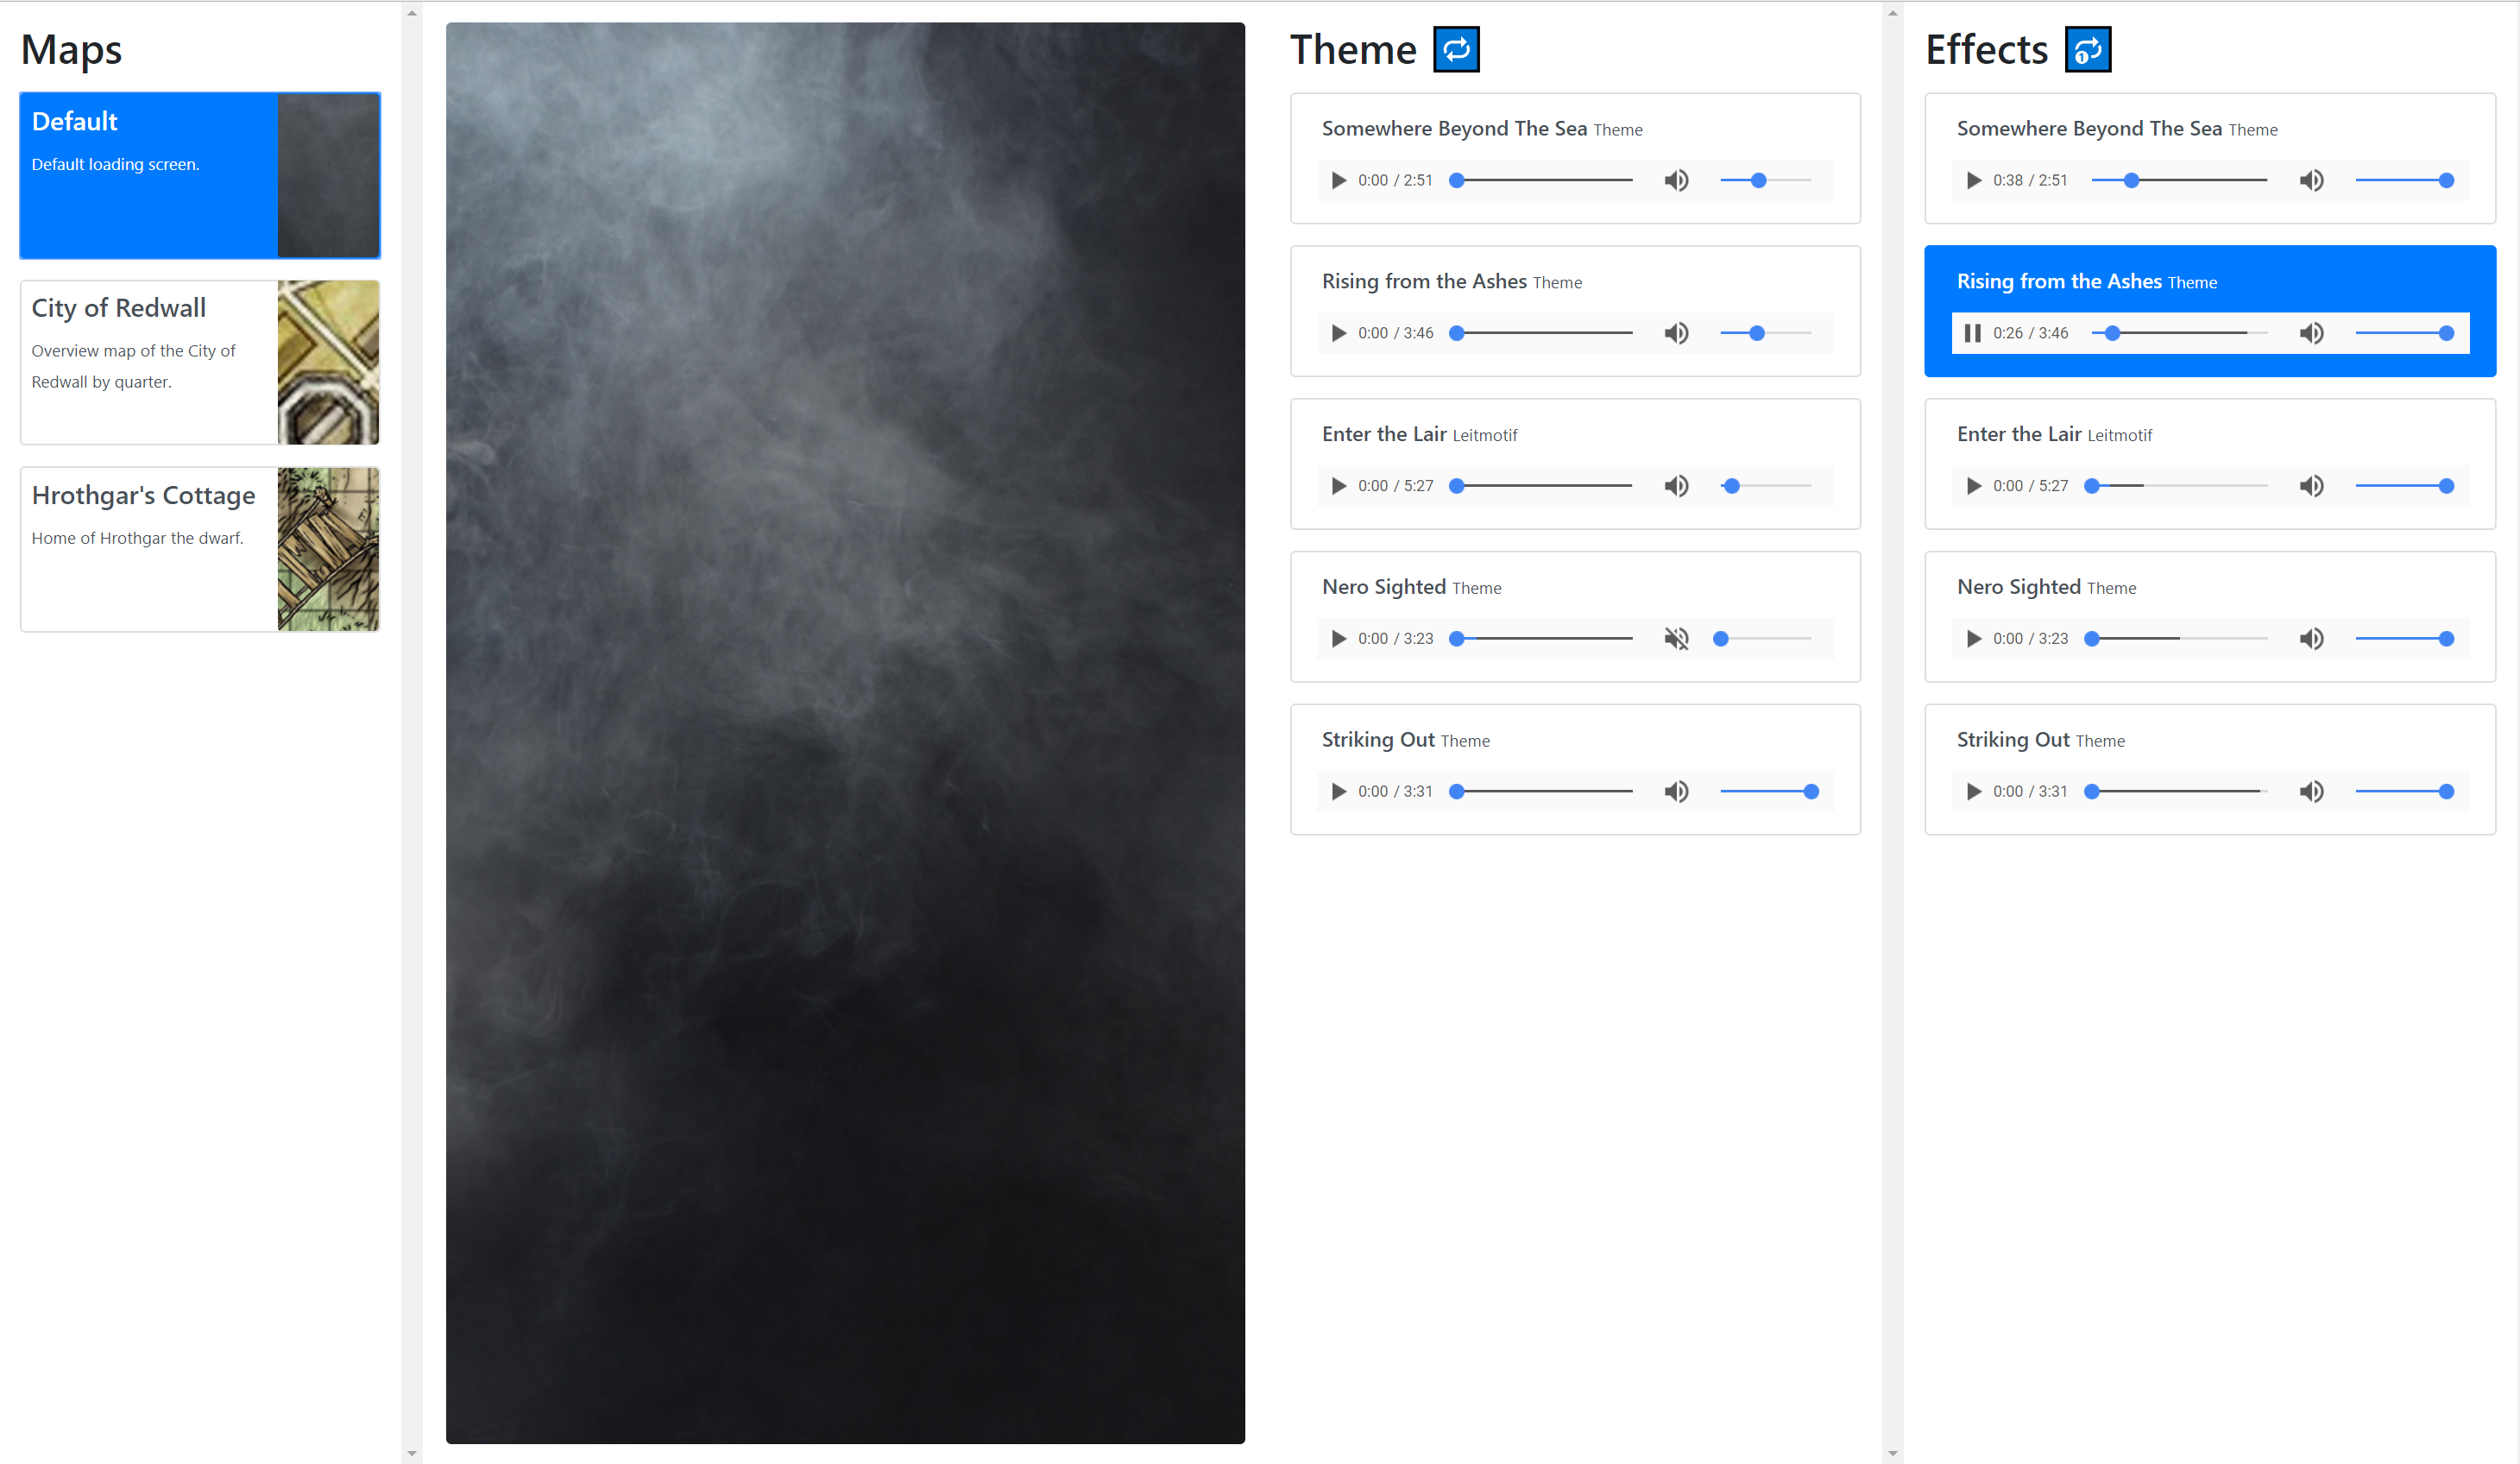 Maps
Default
Default loading screen.
City of Redwall
Overview map of the City of
Redwall by quarter.
Hrothgar's Cottage
Home of Hrothgar the dwarf.
Theme
Somewhere Beyond The Sea Theme
0:00 / 2:51
Rising from the Ashes Theme
0:00 / 3:46
Enter the Lair Leitmotif
0:00 / 5:27
Nero Sighted Theme
0:00 / 3:23
Striking Out Theme
0:00 / 3:31
Effects
1
Somewhere Beyond The Sea Theme
0:38 / 2:51
Rising from the Ashes Theme
0:26 / 3:46
Enter the Lair Leitmotif
0:00 / 5:27
Nero Sighted Theme
0:00 / 3:23
Striking Out Theme
0:00 / 3:31